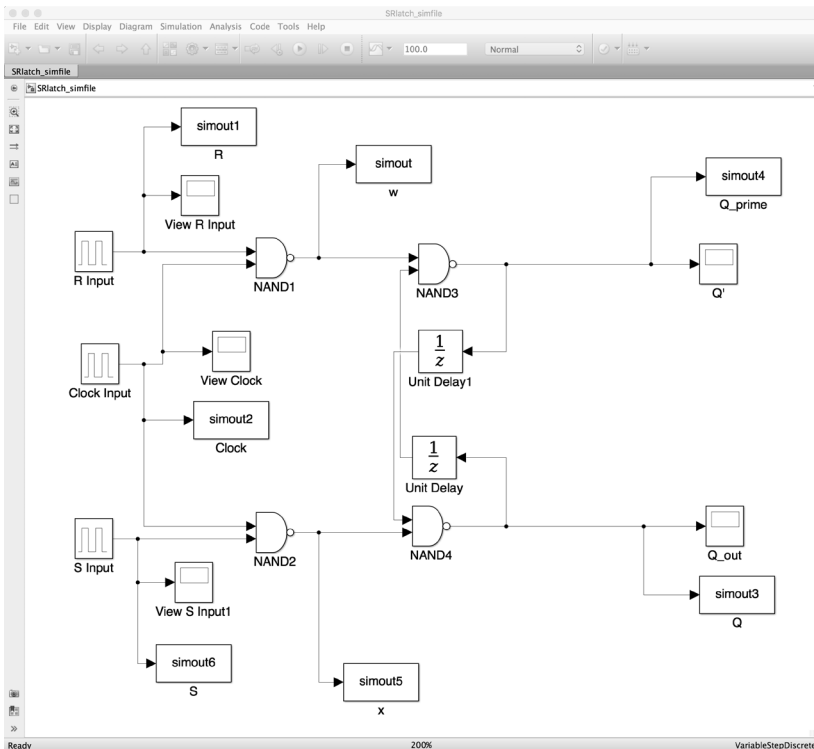 SRlatch_simfile
File Edit View Display Diagram Simulation Analysis Code Tools Help
100.0 Normal
SRlatch_simfile
SRlatch_simfile
simout1
R
View R Input
simout
w
simout4
Q_prime
R Input
NAND1
NAND3
Q'
Clock Input
View Clock
1
z
Unit Delay1
simout2
Clock
1
z
Unit Delay
S Input
NAND2
NAND4
Q_out
View S Input1
simout3
Q
simout6
S
simout5
x
Ready 200% VariableStepDiscrete